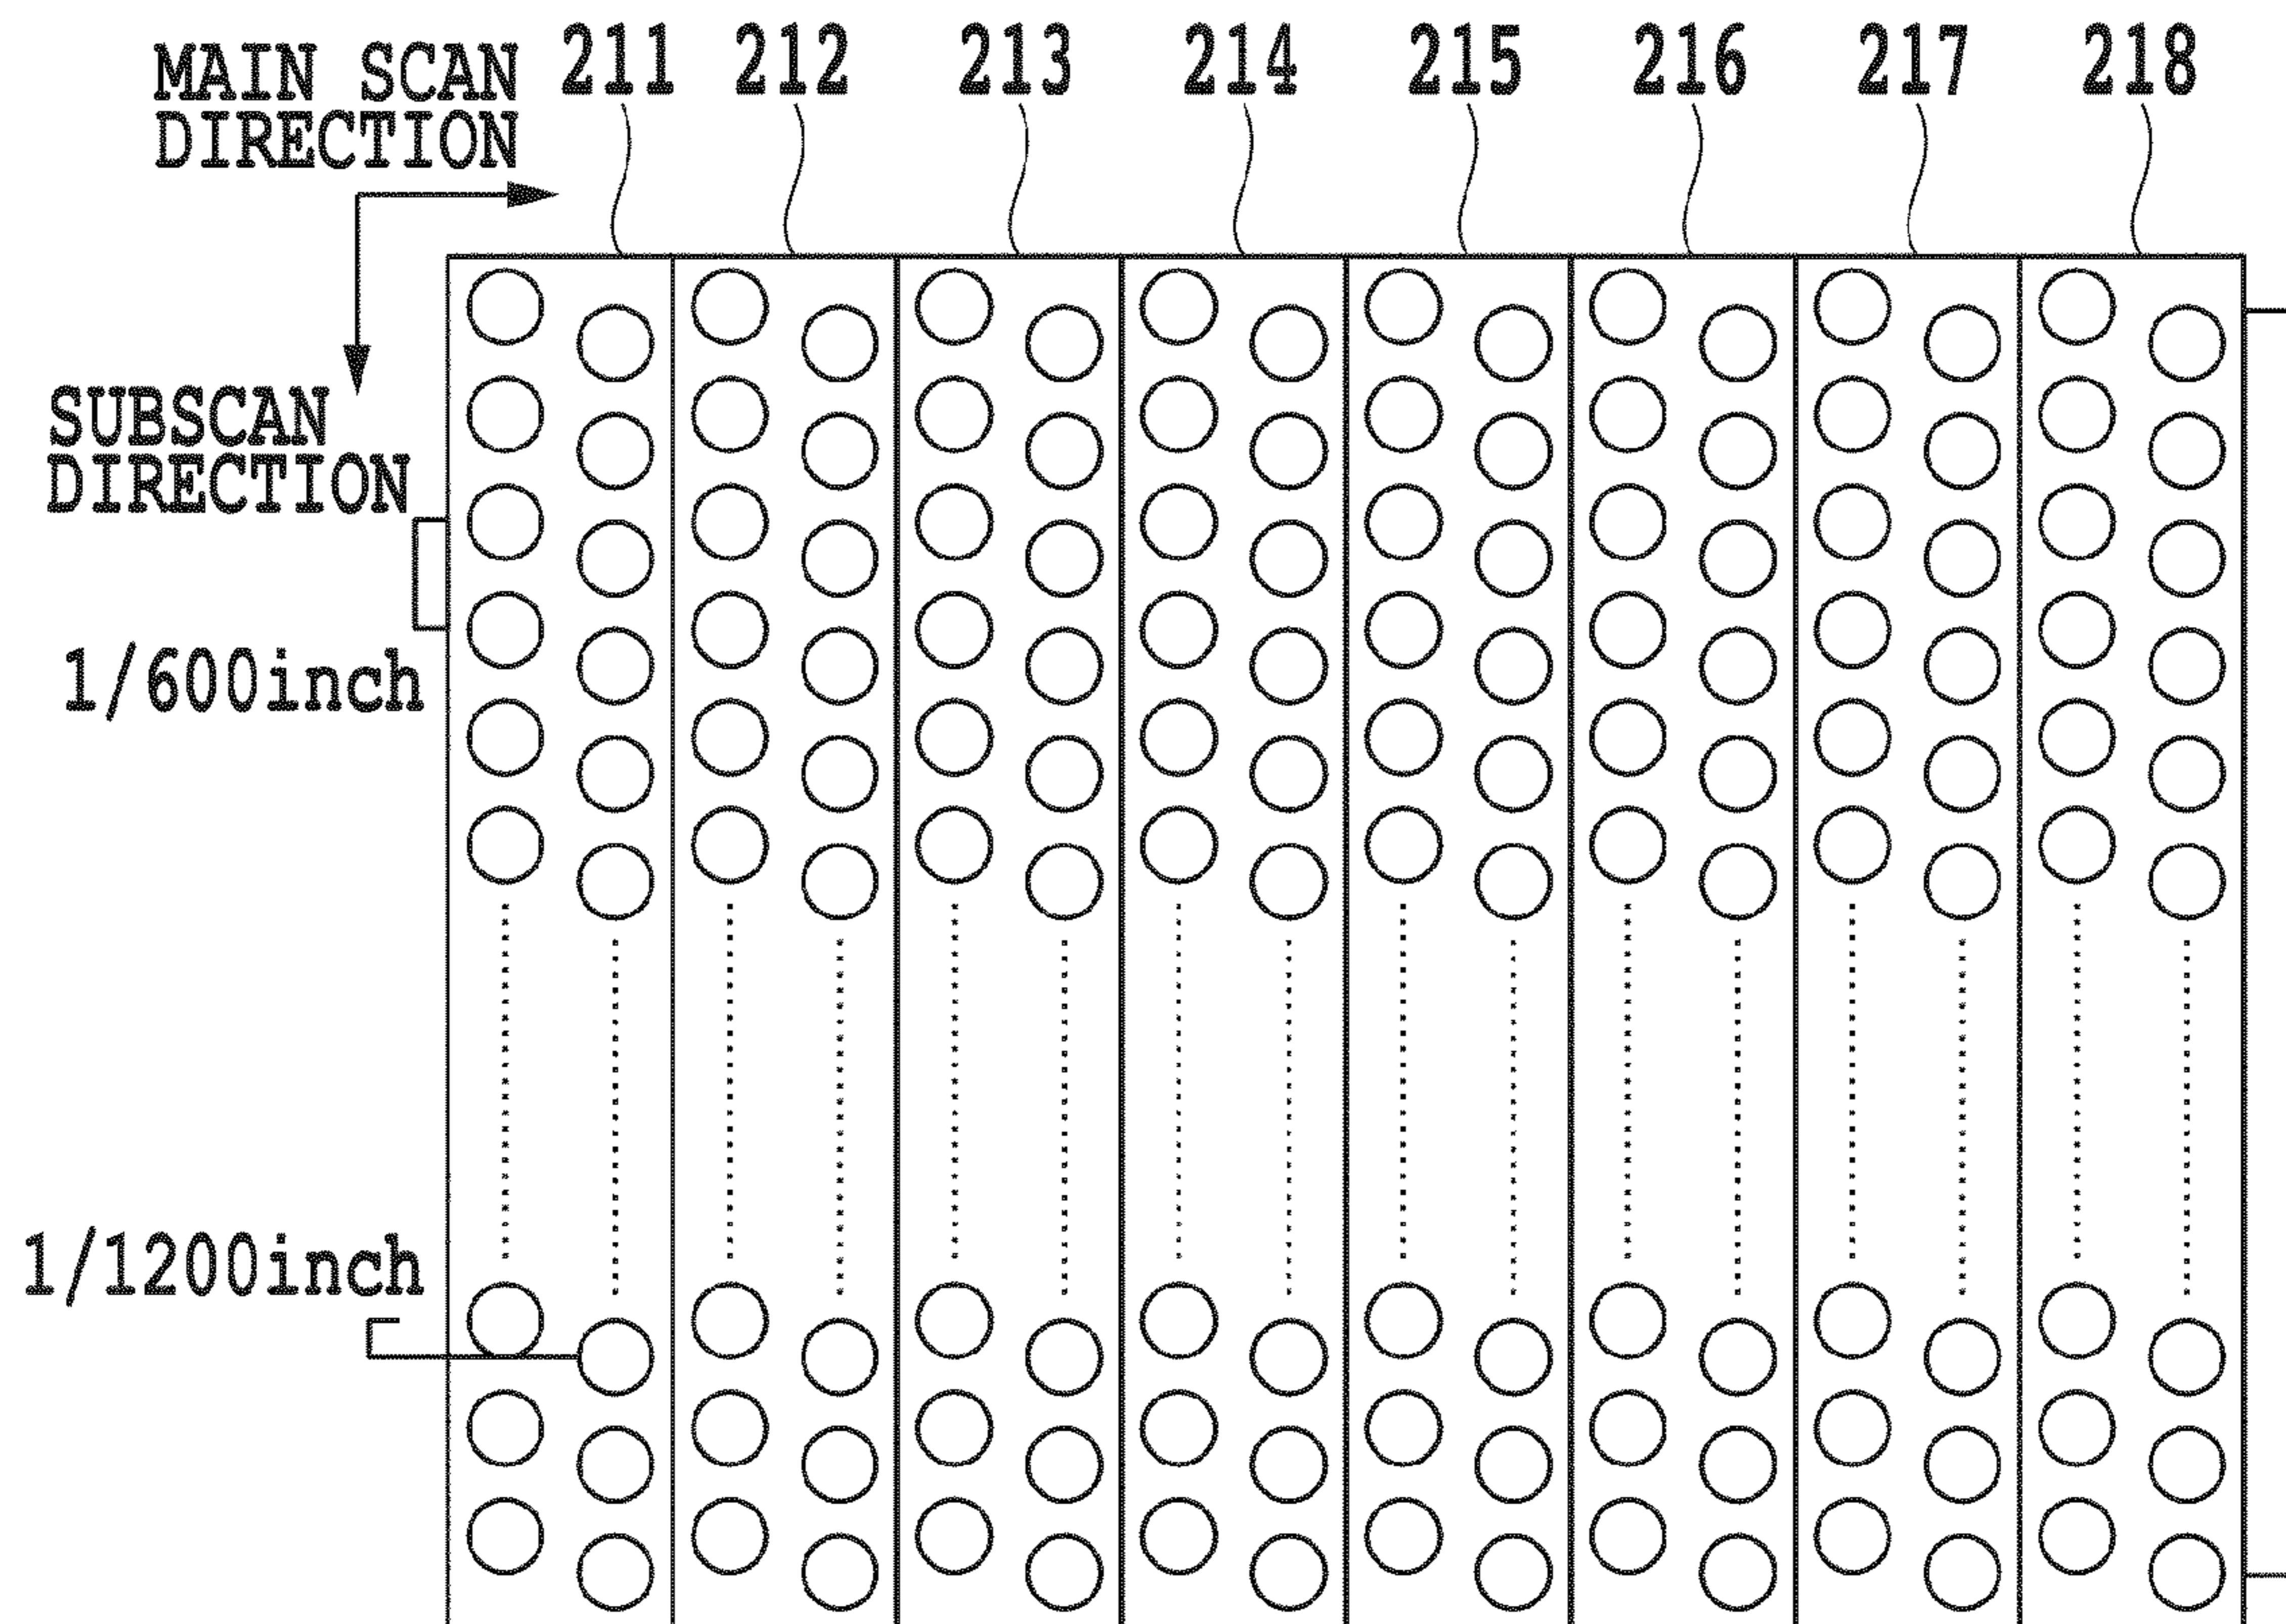 MAIN SCAN
DIRECTION
211 212 213 214 215 216 217 218
SUBSCAN
DIRECTION
1/600inch
1/1200inch